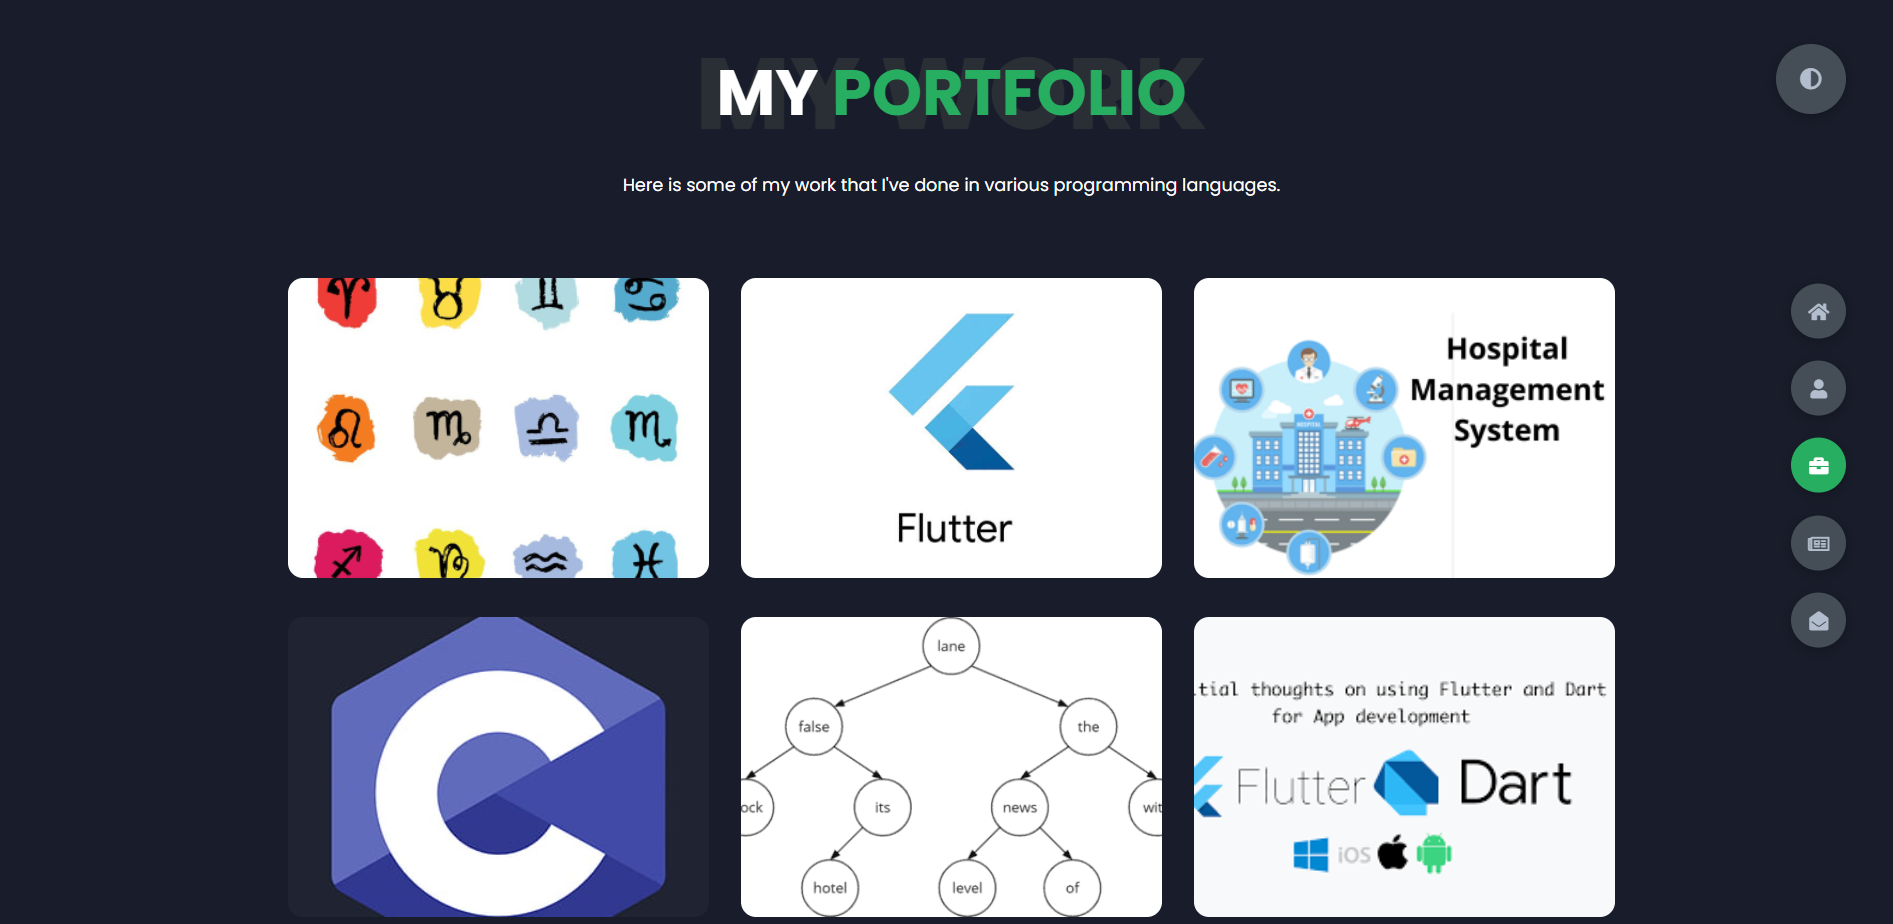 MY WORK
MY PORTFOLIO
Here is some of my work that I've done in various programming languages.
Flutter
Hospital
Management
System
HOSPITAL
lane
false
the
ock
its
news
wit
hotel
level
of
tial thoughts on using Flutter and Dart
for App development
Flutter
Dart
iOS